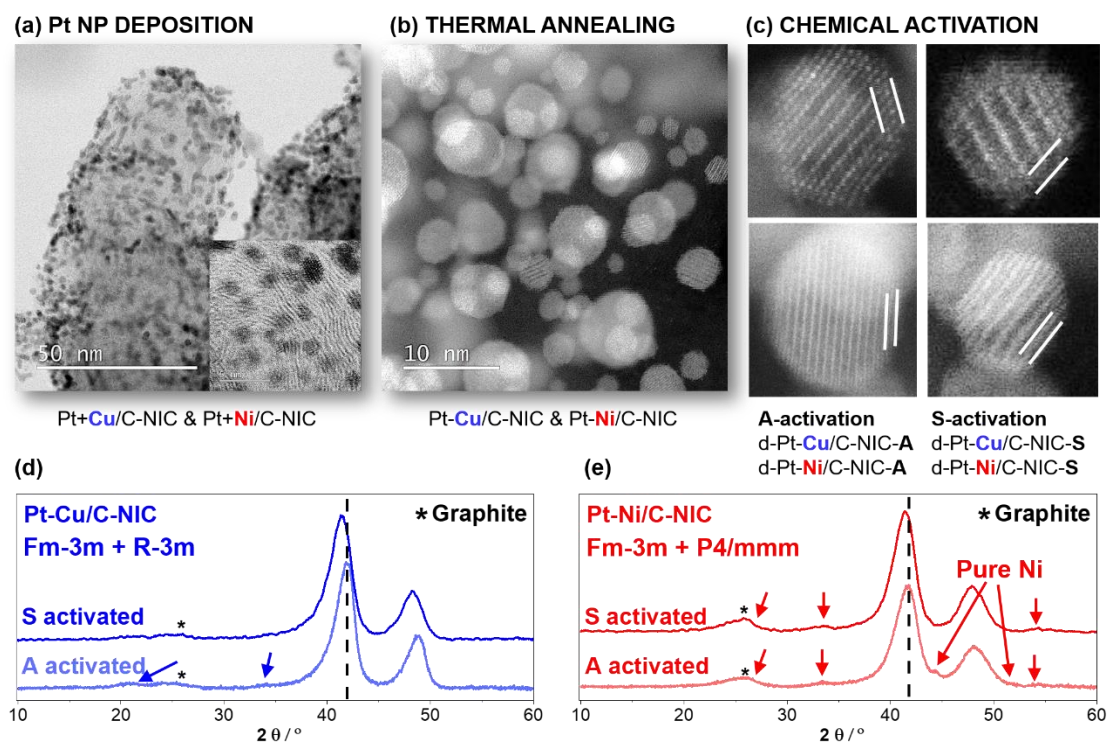 (a) Pt NP DEPOSITION
(b) THERMAL ANNEALING
(c) CHEMICAL ACTIVATION
50 nm
10 nm
Pt+Cu/C-NIC & Pt+Ni/C-NIC
Pt-Cu/C-NIC & Pt-Ni/C-NIC
A-activation
d-Pt-Cu/C-NIC-A
d-Pt-Ni/C-NIC-A
S-activation
d-Pt-Cu/C-NIC-S
d-Pt-Ni/C-NIC-S
(d)
Pt-Cu/C-NIC
Fm-3m + R-3m
* Graphite
S activated
*
A activated
*
10 20 30 40 50 60
2 θ / °
(e)
Pt-Ni/C-NIC
Fm-3m + P4/mmm
* Graphite
Pure Ni
S activated
*
A activated
*
10 20 30 40 50 60
2 θ / °